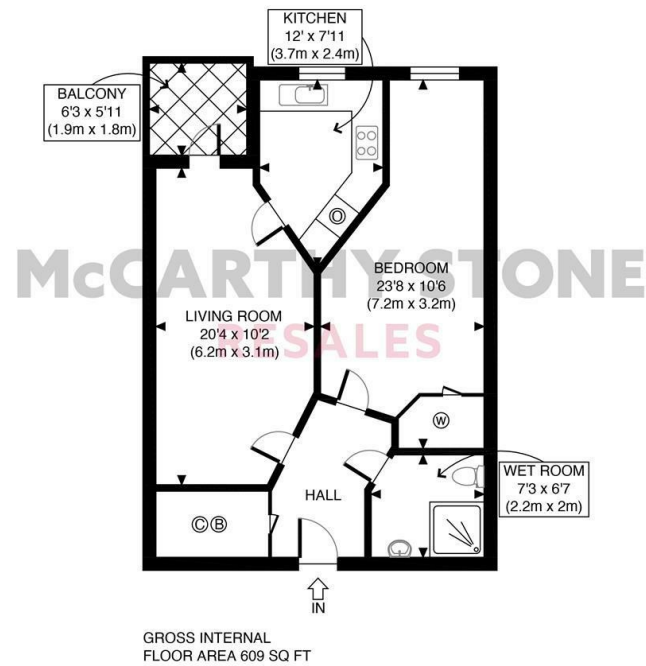 KITCHEN
12' x 7'11
(3.7m x 2.4m)
BALCONY
6'3 x 5'11
(1.9m x 1.8m)
O
McCARTHY STONE
RESALES
BEDROOM
23'8 x 10'6
(7.2m x 3.2m)
LIVING ROOM
20'4 x 10'2
(6.2m x 3.1m)
W
WET ROOM
7'3 x 6'7
(2.2m x 2m)
HALL
C B
IN
GROSS INTERNAL
FLOOR AREA 609 SQ FT